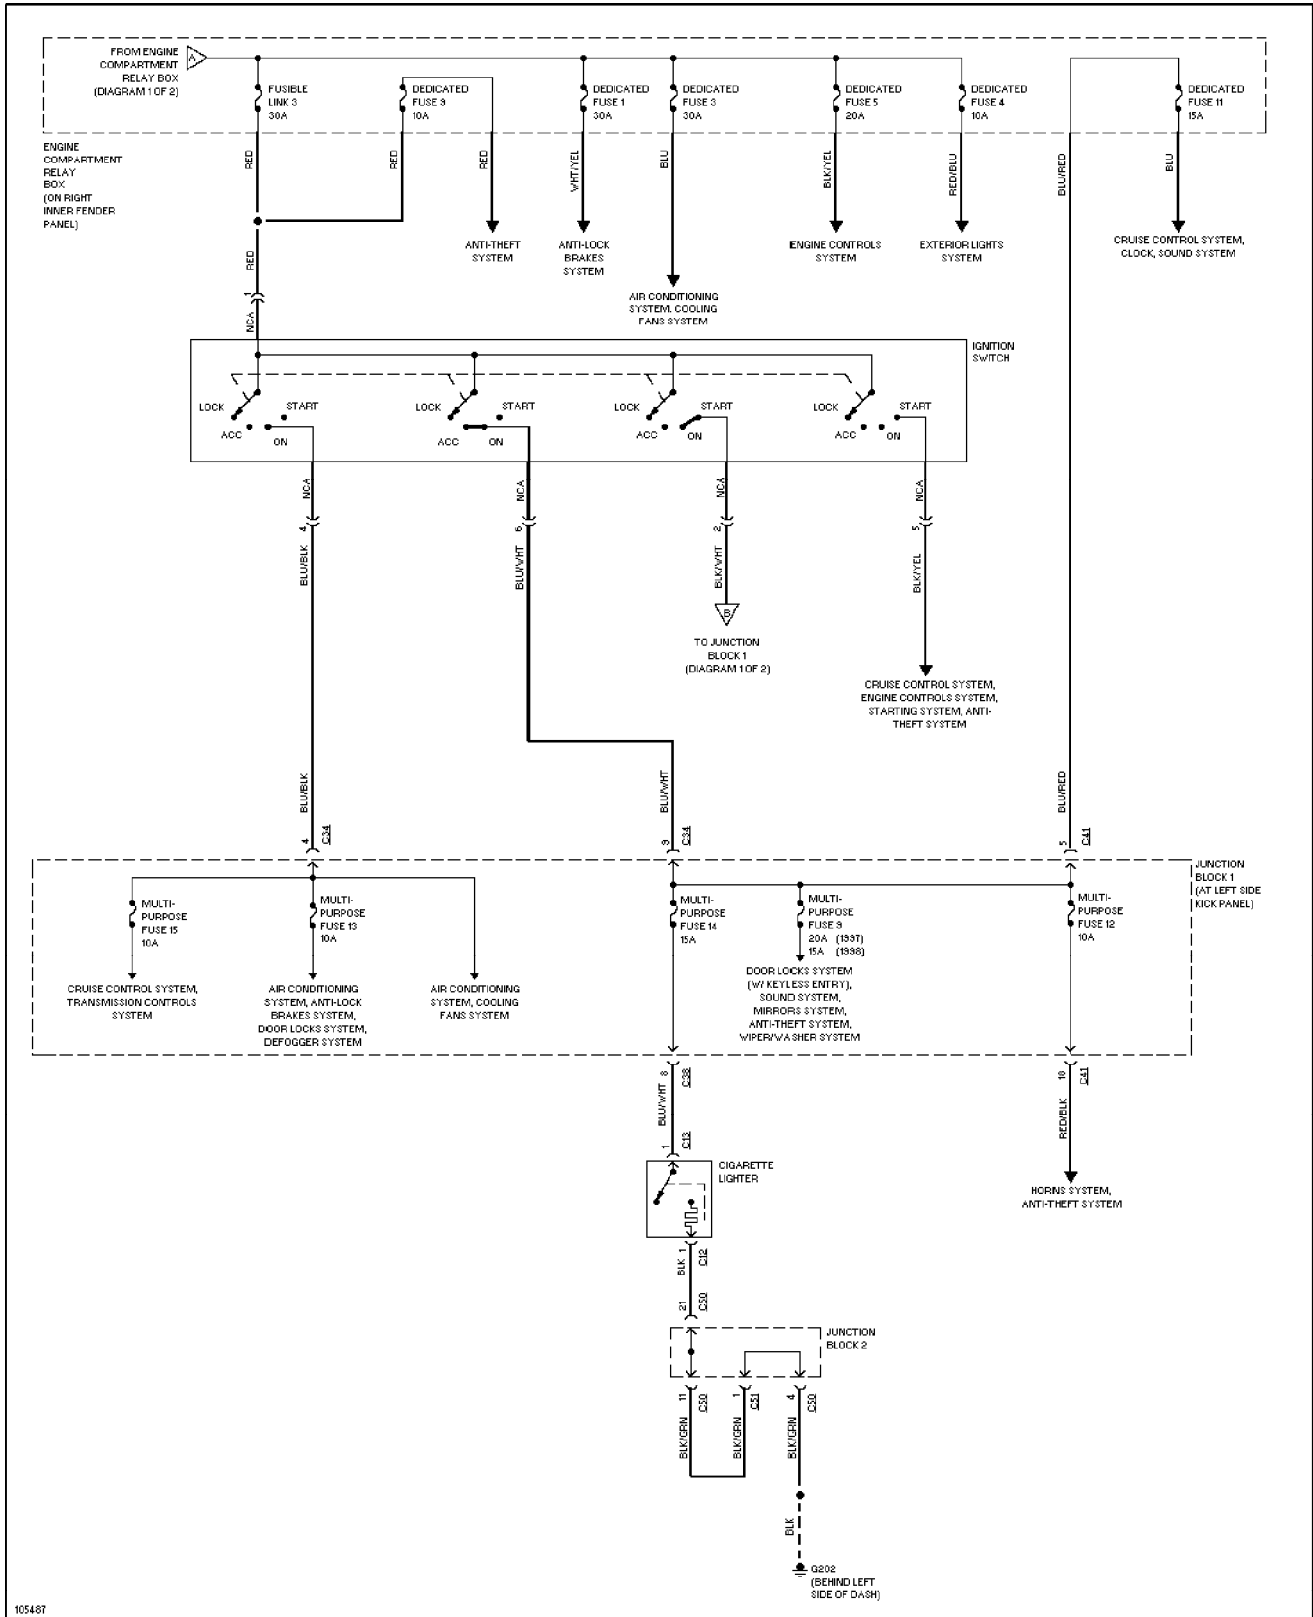 FROM ENGINE
COMPARTMENT
RELAY BOX
(DIAGRAM 1 OF 2)
A
FUSIBLE
LINK 3
30A
DEDICATED
FUSE 9
10A
DEDICATED
FUSE 1
30A
DEDICATED
FUSE 3
30A
DEDICATED
FUSE 5
20A
DEDICATED
FUSE 4
10A
DEDICATED
FUSE 11
15A
ENGINE
COMPARTMENT
RELAY
BOX
(ON RIGHT
INNER FENDER
PANEL)
RED
RED
RED
WHT/YEL
BLU
BLK/YEL
RED/BLU
BLU/RED
BLU
ANTI-THEFT
SYSTEM
ANTI-LOCK
BRAKES
SYSTEM
AIR CONDITIONING
SYSTEM, COOLING
FANS SYSTEM
ENGINE CONTROLS
SYSTEM
EXTERIOR LIGHTS
SYSTEM
CRUISE CONTROL SYSTEM,
CLOCK, SOUND SYSTEM
RED
1
NCA
IGNITION
SWITCH
LOCK
START
ACC
ON
LOCK
START
ACC
ON
LOCK
START
ACC
ON
LOCK
START
ACC
ON
NCA
NCA
NCA
NCA
4
6
2
5
BLU/BLK
BLU/WHT
BLK/WHT
BLK/YEL
B
TO JUNCTION
BLOCK 1
(DIAGRAM 1 OF 2)
CRUISE CONTROL SYSTEM,
ENGINE CONTROLS SYSTEM,
STARTING SYSTEM, ANTI-
THEFT SYSTEM
BLU/BLK
BLU/WHT
BLU/RED
4
C34
9
C34
5
C41
JUNCTION
BLOCK 1
(AT LEFT SIDE
KICK PANEL)
MULTI-
PURPOSE
FUSE 15
10A
MULTI-
PURPOSE
FUSE 13
10A
MULTI-
PURPOSE
FUSE 14
15A
MULTI-
PURPOSE
FUSE 9
20A (1997)
15A (1998)
MULTI-
PURPOSE
FUSE 12
10A
CRUISE CONTROL SYSTEM,
TRANSMISSION CONTROLS
SYSTEM
AIR CONDITIONING
SYSTEM, ANTI-LOCK
BRAKES SYSTEM,
DOOR LOCKS SYSTEM,
DEFOGGER SYSTEM
AIR CONDITIONING
SYSTEM, COOLING
FANS SYSTEM
DOOR LOCKS SYSTEM
(W/ KEYLESS ENTRY),
SOUND SYSTEM,
MIRRORS SYSTEM,
ANTI-THEFT SYSTEM,
WIPER/WASHER SYSTEM
8
C38
18
C41
BLU/WHT
RED/BLK
1
C13
CIGARETTE
LIGHTER
HORNS SYSTEM,
ANTI-THEFT SYSTEM
1
C12
BLK
21
C50
JUNCTION
BLOCK 2
11
C50
1
C51
4
C50
BLK/GRN
BLK/GRN
BLK/GRN
BLK
G202
(BEHIND LEFT
SIDE OF DASH)
105487